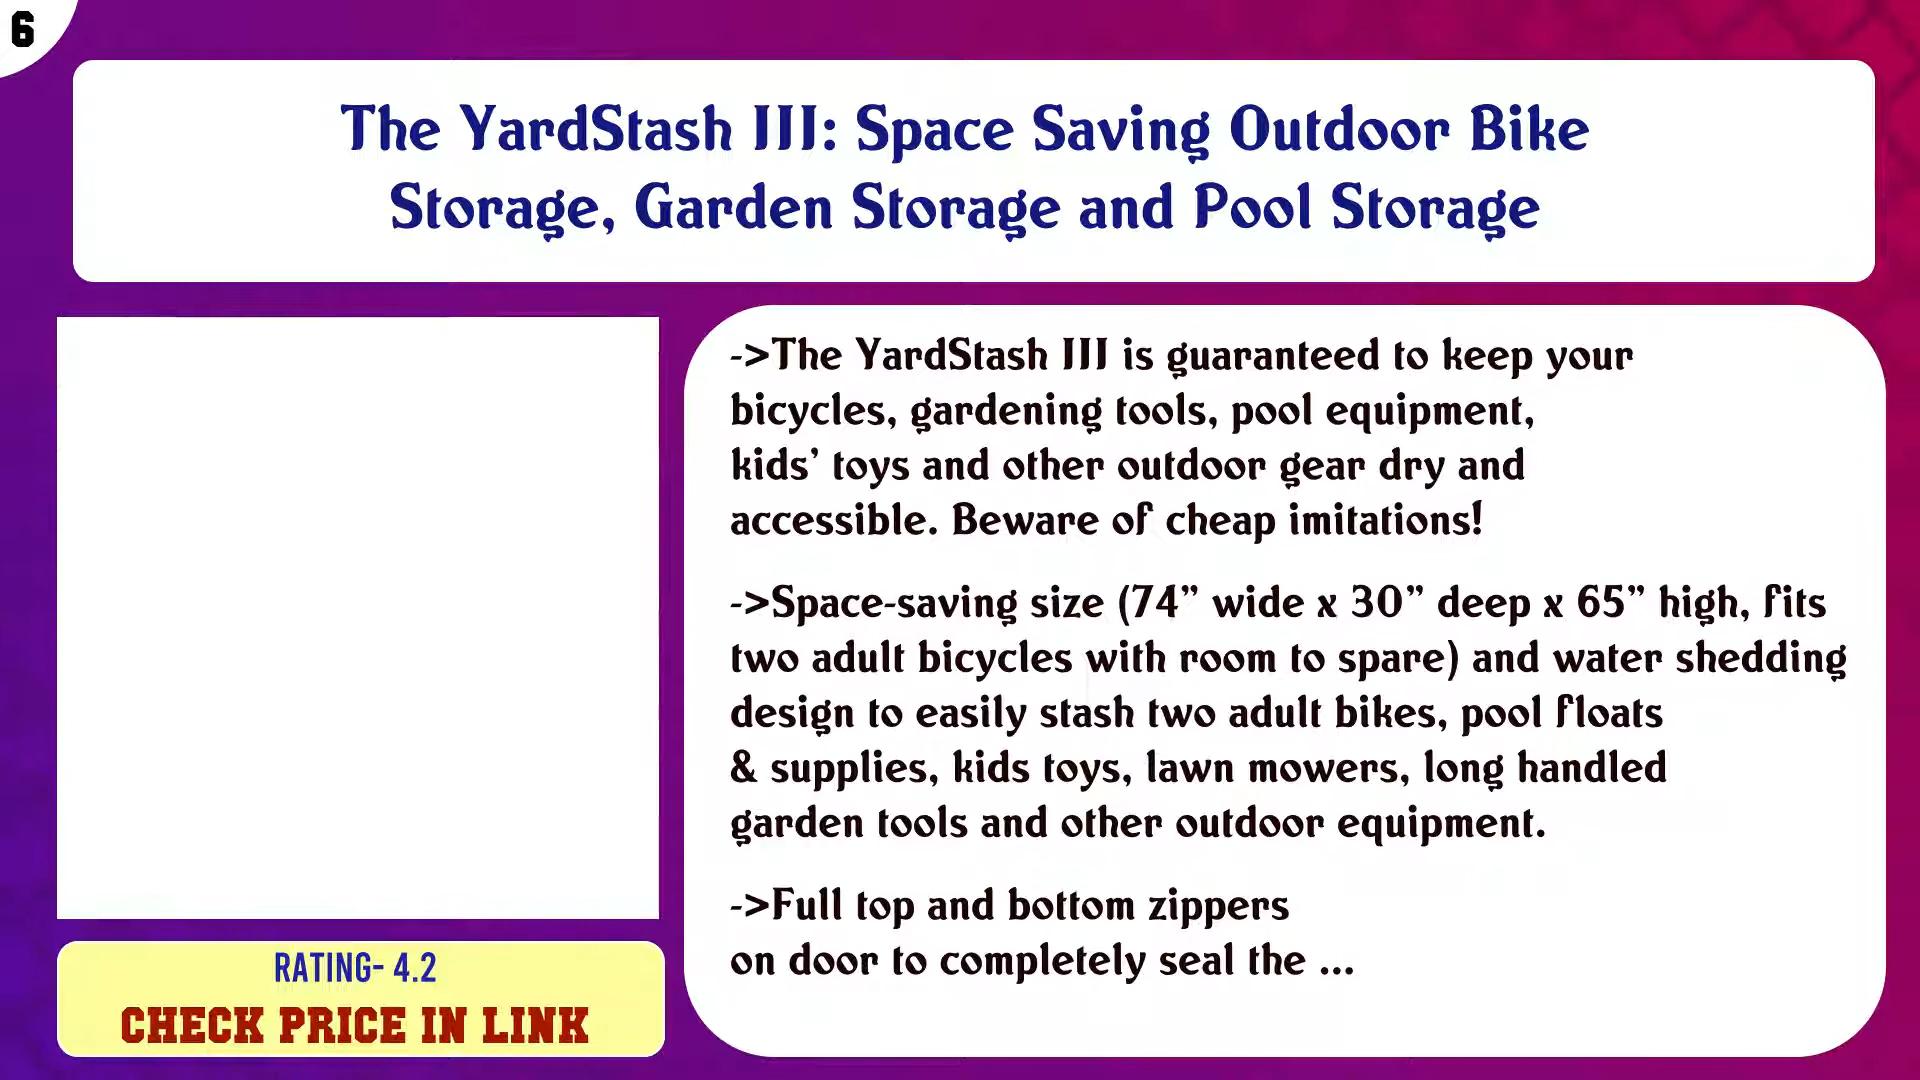 6
The YardStash III: Space Saving Outdoor Bike
Storage, Garden Storage and Pool Storage
->The YardStash III is guaranteed to keep your
bicycles, gardening tools, pool equipment,
kids’ toys and other outdoor gear dry and
accessible. Beware of cheap imitations!
->Space-saving size (74” wide x 30” deep x 65” high, fits
two adult bicycles with room to spare) and water shedding
design to easily stash two adult bikes, pool floats
& supplies, kids toys, lawn mowers, long handled
garden tools and other outdoor equipment.
->Full top and bottom zippers
on door to completely seal the ...
RATING- 4.2
CHECK PRICE IN LINK